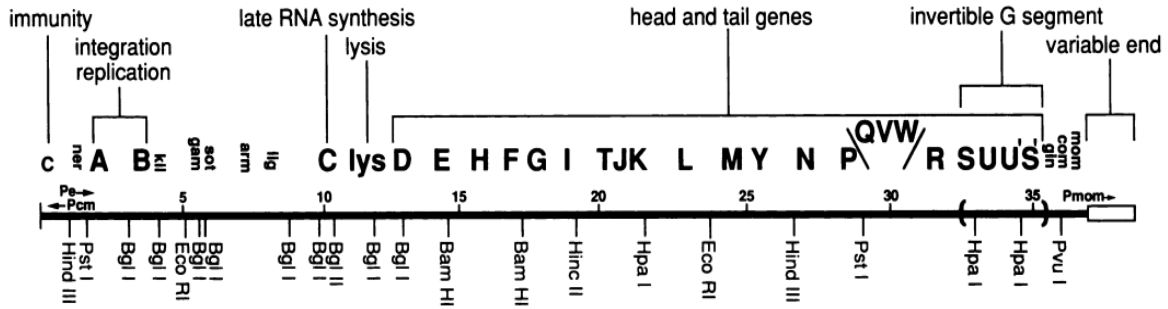 immunity
late RNA synthesis
head and tail genes
invertible G segment
integration
replication
lysis
variable end
c ner A B kil gam sot arm lig C lys D E H F G I T J K L M Y N P Q V W R S U U' S' gin com mom
Pe
Pcm
5 10 15 20 25 30 35
Pmom
Hind III
Pst I
Bgl I
Bgl I
Eco RI
Bgl I
Bgl I
Bgl I
Bgl I
Bgl II
Bgl I
Bgl I
Bam HI
Bam HI
Hinc II
Hpa I
Eco RI
Hind III
Pst I
Hpa I
Hpa I
Pvu I